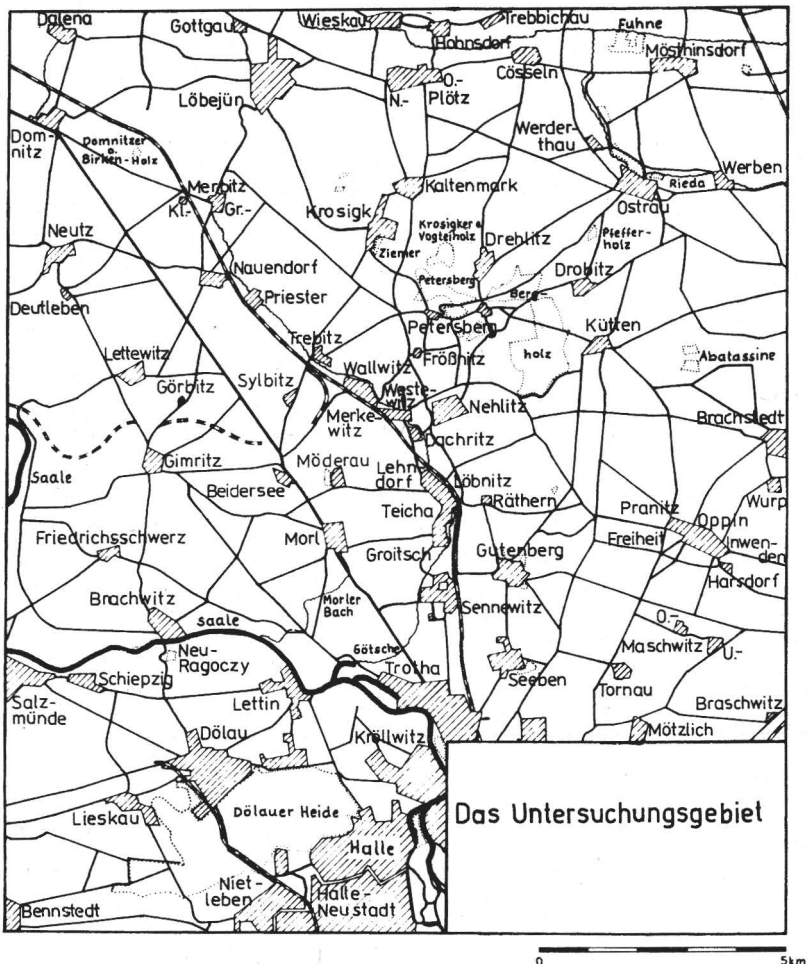 Dalena
Gottgau
Wieskau
Trebbichau
Hohnsdorf
Fuhne
Mösthinsdorf
Cösseln
O.-
N.- Plötz
Löbejün
Dom-
nitz
Domnitzer
o.
Birken-Holz
Werder-
thau
Merbitz
Kl.- Gr.-
Krosigk
Kaltenmark
Rieda
Werben
Ostrau
Neutz
Krosigker &
Vogteiholz
Ziemer
Drehlitz
Pfeffer-
holz
Nauendorf
Petersberg
Berg
Drobitz
Deutleben
Priester
Petersberg
holz
Kütten
Trebitz
Lettewitz
Wallwitz
Frößnitz
Abatassine
Görbitz
Sylbitz
Weste-
witz
Nehlitz
Merke-
witz
Brachstedt
Dachritz
Saale
Gimritz
Möderau
Lehn-
dorf
Löbnitz
Beidersee
Räthern
Wurp
Teicha
Pranitz
Oppin
Friedrichsschwerz
Morl
Freiheit
Inwen-
den
Groitsch
Gutenberg
Harsdorf
Brachwitz
Morler
Bach
Sennewitz
O.-
Saale
Maschwitz
U.-
Götsche
Neu-
Ragoczy
Trotha
Schiepzig
Seeben
Tornau
Lettin
Salz-
münde
Braschwitz
Dölau
Kröllwitz
Mötzlich
Lieskau
Dölauer Heide
Das Untersuchungsgebiet
Halle
Niet-
leben
Halle-
Neustadt
Bennstedt
0 5km